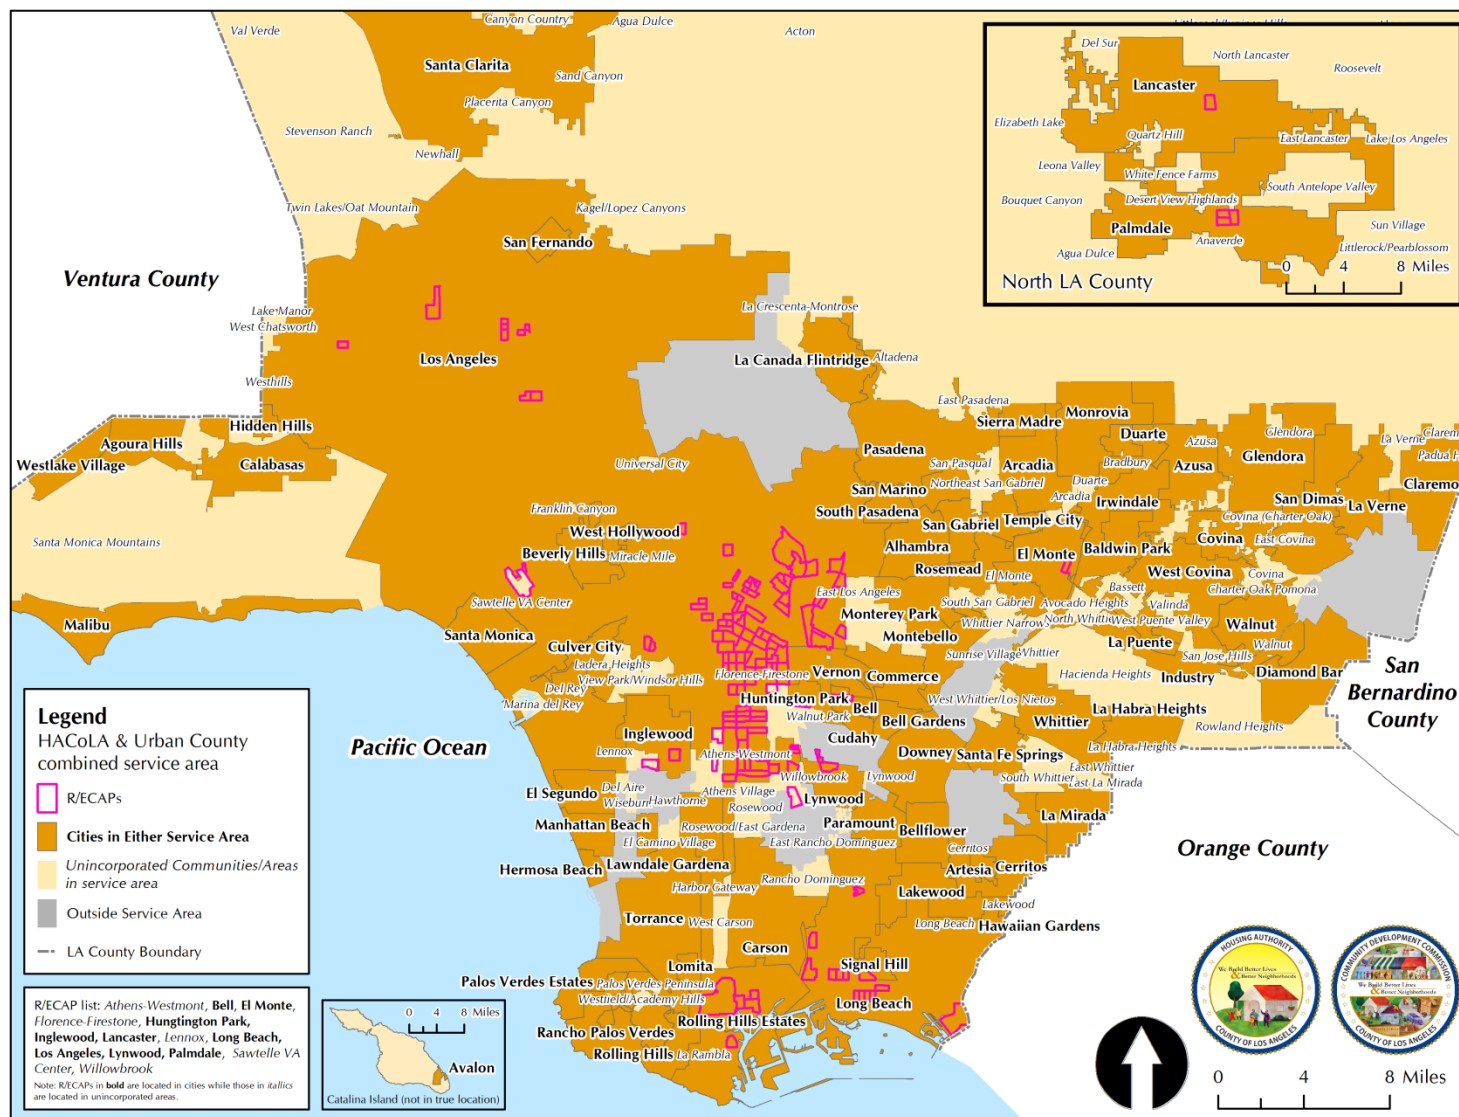 Val Verde
Canyon Country
Agua Dulce
Acton
Santa Clarita
Sand Canyon
Placerita Canyon
Stevenson Ranch
Newhall
Twin Lakes/Oat Mountain
Kagel/Lopez Canyons
San Fernando
Ventura County
Lake Manor
West Chatsworth
La Crescenta-Montrose
Los Angeles
La Canada Flintridge
Altadena
Westhills
Hidden Hills
Agoura Hills
Westlake Village
Calabasas
Universal City
East Pasadena
Sierra Madre
Monrovia
Duarte
Azusa
Glendora
La Verne
Pasadena
San Pasqual
Arcadia
Bradbury
Azusa
Glendora
Northeast San Gabriel
Duarte
Arcadia
San Marino
Irwindale
San Dimas
La Verne
South Pasadena
San Gabriel
Temple City
Covina (Charter Oak)
Franklin Canyon
West Hollywood
Beverly Hills
Miracle Mile
Alhambra
El Monte
Baldwin Park
Covina
East Covina
Rosemead
El Monte
West Covina
Covina
Charter Oak
Pomona
Santa Monica Mountains
Sawtelle VA Center
East Los Angeles
Bassett
Monterey Park
South San Gabriel
Avocado Heights
Valinda
Malibu
Santa Monica
Montebello
Whittier Narrows
North Whittier
West Puente Valley
Walnut
Culver City
Sunrise Village
Whittier
La Puente
Walnut
Ladera Heights
View Park/Windsor Hills
Florence-Firestone
Vernon
Commerce
San Jose Hills
Hacienda Heights
Industry
Diamond Bar
San
Bernardino
County
Del Rey
Marina del Rey
Huntington Park
Bell
West Whittier/Los Nietos
La Habra Heights
Walnut Park
Bell Gardens
Whittier
Rowland Heights
Pacific Ocean
Inglewood
Cudahy
Lennox
Athens-Westmont
Downey
Santa Fe Springs
La Habra Heights
Willowbrook
Lynwood
South Whittier
East Whittier
East La Mirada
El Segundo
Del Aire
Wiseburn
Hawthorne
Athens Village
Rosewood
Lynwood
Manhattan Beach
Rosewood/East Gardena
Paramount
Bellflower
La Mirada
El Camino Village
East Rancho Dominguez
Cerritos
Orange County
Hermosa Beach
Lawndale
Gardena
Artesia
Cerritos
Harbor Gateway
Rancho Dominguez
Lakewood
Lakewood
Torrance
West Carson
Long Beach
Hawaiian Gardens
Carson
Signal Hill
Lomita
Palos Verdes Estates
Palos Verdes Peninsula
Westfield/Academy Hills
Long Beach
Rolling Hills Estates
Rancho Palos Verdes
Rolling Hills
La Rambla
Del Sur
North Lancaster
Roosevelt
Lancaster
Elizabeth Lake
Quartz Hill
East Lancaster
Lake Los Angeles
Leona Valley
White Fence Farms
South Antelope Valley
Bouquet Canyon
Desert View Highlands
Palmdale
Sun Village
Anaverde
Agua Dulce
Littlerock/Pearblossom
0 4 8 Miles
North LA County
Legend
HACoLA & Urban County
combined service area
R/ECAPs
Cities in Either Service Area
Unincorporated Communities/Areas
in service area
Outside Service Area
LA County Boundary
R/ECAP list: Athens-Westmont, Bell, El Monte,
Florence-Firestone, Hungtington Park,
Inglewood, Lancaster, Lennox, Long Beach,
Los Angeles, Lynwood, Palmdale, Sawtelle VA
Center, Willowbrook
Note: R/ECAPs in bold are located in cities while those in itallics
are located in unincorporated areas.
0 4 8 Miles
Avalon
Catalina Island (not in true location)
HOUSING AUTHORITY
We Build Better Lives
& Better Neighborhoods
COUNTY OF LOS ANGELES
COMMUNITY DEVELOPMENT COMMISSION
We Build Better Lives
& Better Neighborhoods
COUNTY OF LOS ANGELES
0 4 8 Miles